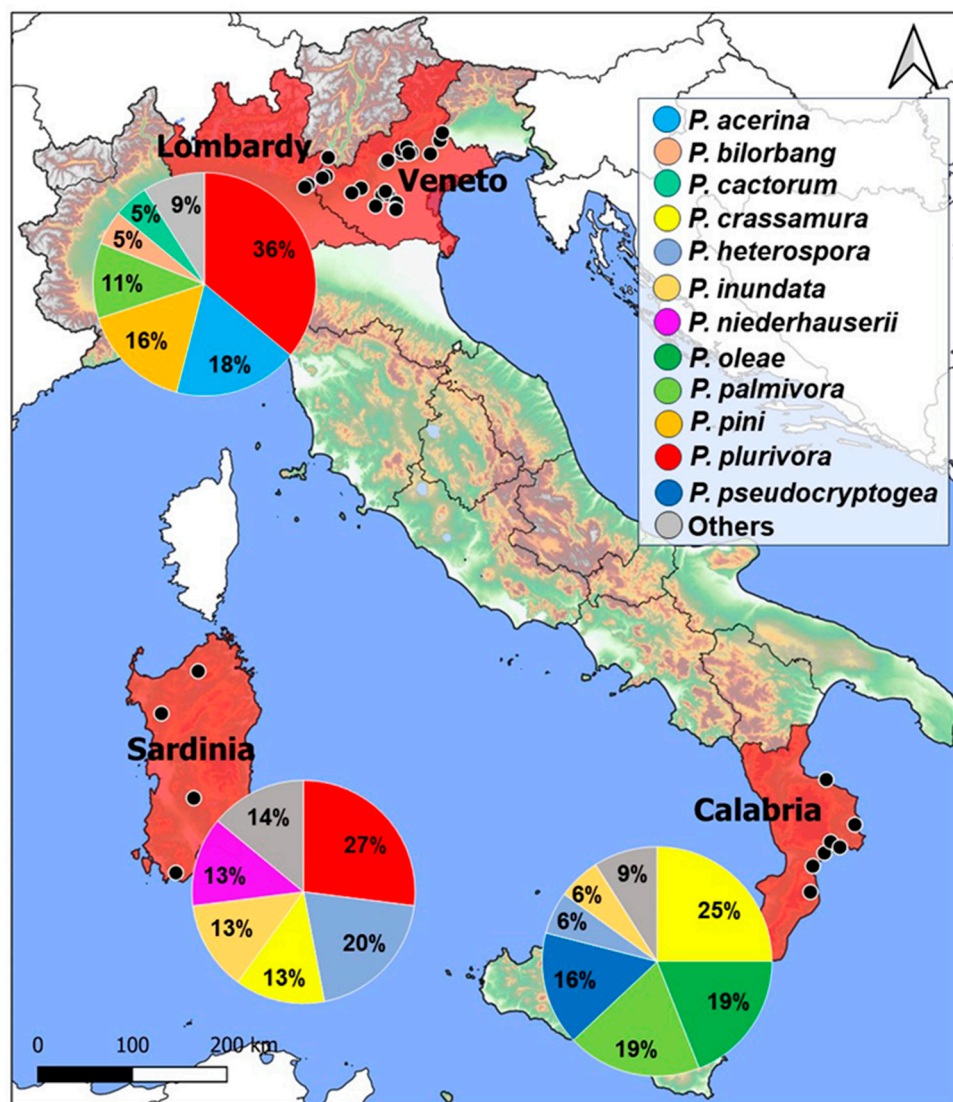 Lombardy
Veneto
P. acerina
P. bilorbang
P. cactorum
P. crassamura
P. heterospora
P. inundata
P. niederhauserii
P. oleae
P. palmivora
P. pini
P. plurivora
P. pseudocryptogea
Others
9%
5%
5%
36%
11%
16%
18%
Sardinia
Calabria
14%
27%
13%
13%
20%
13%
9%
6%
6%
25%
16%
19%
19%
0 100 200 km